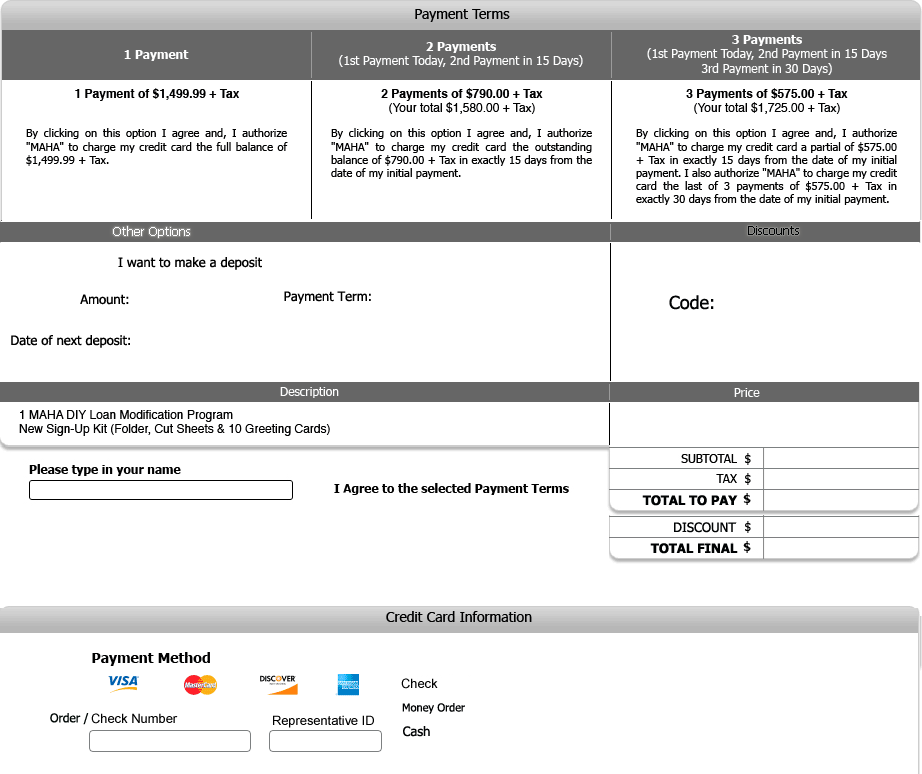 Payment Terms
1 Payment
2 Payments
(1st Payment Today, 2nd Payment in 15 Days)
3 Payments
(1st Payment Today, 2nd Payment in 15 Days
3rd Payment in 30 Days)
1 Payment of $1,499.99 + Tax
By clicking on this option I agree and, I authorize
"MAHA" to charge my credit card the full balance of
$1,499.99 + Tax.
2 Payments of $790.00 + Tax
(Your total $1,580.00 + Tax)
By clicking on this option I agree and, I authorize
"MAHA" to charge my credit card the outstanding
balance of $790.00 + Tax in exactly 15 days from the
date of my initial payment.
3 Payments of $575.00 + Tax
(Your total $1,725.00 + Tax)
By clicking on this option I agree and, I authorize
"MAHA" to charge my credit card a partial of $575.00
+ Tax in exactly 15 days from the date of my initial
payment. I also authorize "MAHA" to charge my credit
card the last of 3 payments of $575.00 + Tax in
exactly 30 days from the date of my initial payment.
Other Options
Discounts
I want to make a deposit
Amount:
Payment Term:
Date of next deposit:
Code:
Description
Price
1 MAHA DIY Loan Modification Program
New Sign-Up Kit (Folder, Cut Sheets & 10 Greeting Cards)
Please type in your name
I Agree to the selected Payment Terms
SUBTOTAL $
TAX $
TOTAL TO PAY $
DISCOUNT $
TOTAL FINAL $
Credit Card Information
Payment Method
VISA
MasterCard
DISCOVER
Check
Money Order
Cash
Order / Check Number
Representative ID